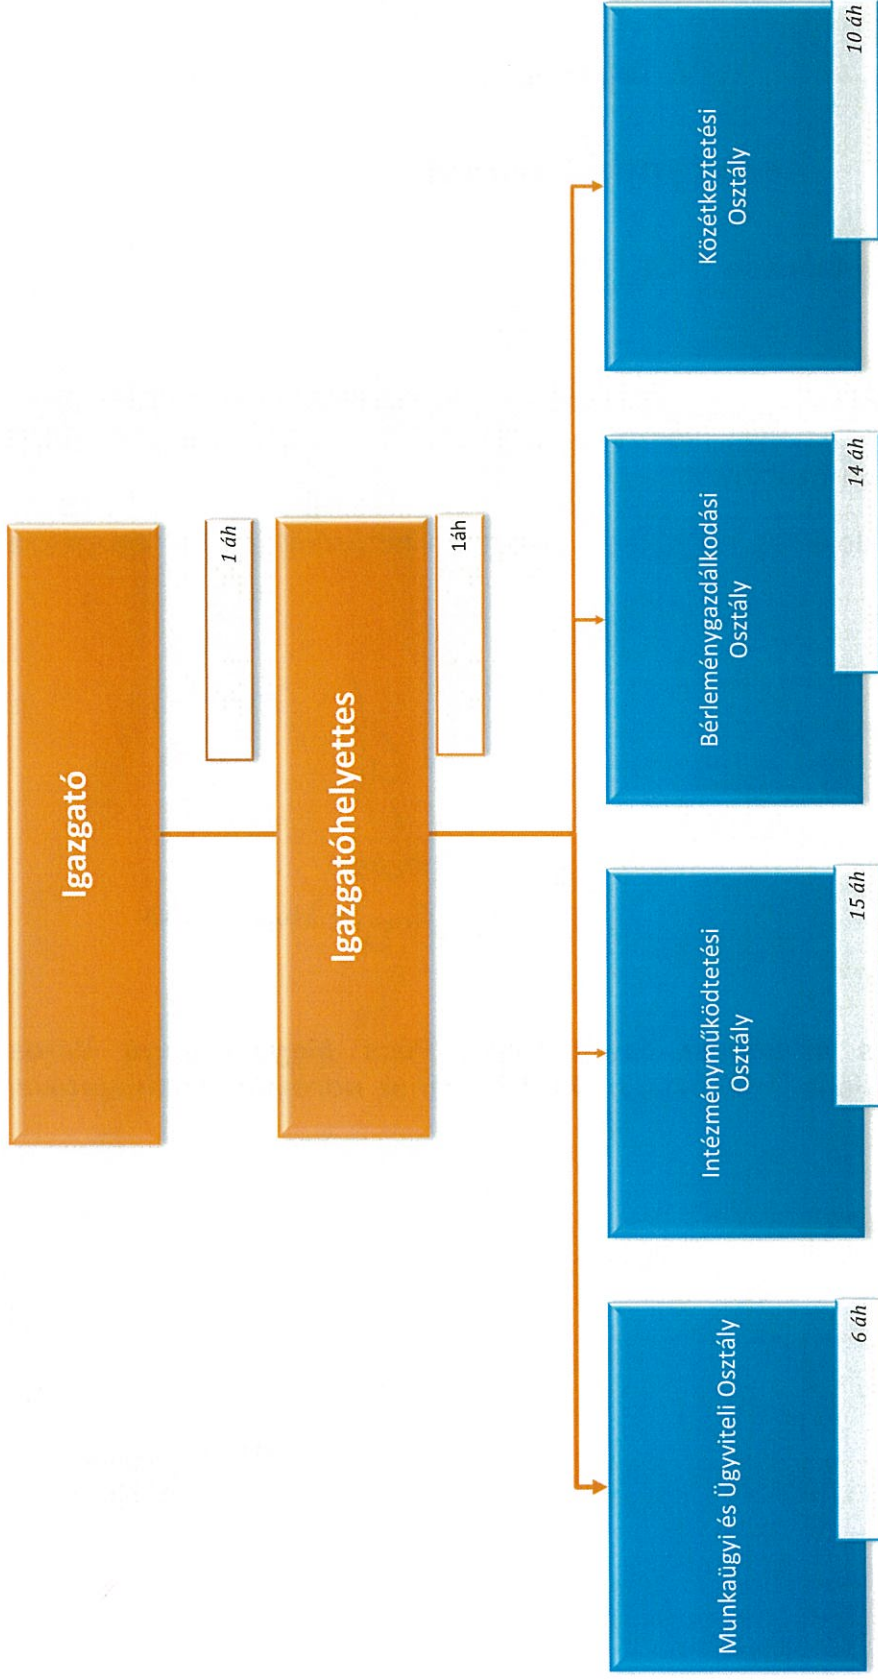 Igazgató
1 áh
Igazgatóhelyettes
1áh
Munkaügyi és Ügyviteli Osztály
6 áh
Intézményműködtetési
Osztály
15 áh
Bérleménygazdálkodási
Osztály
14 áh
Közétkeztetési
Osztály
10 áh